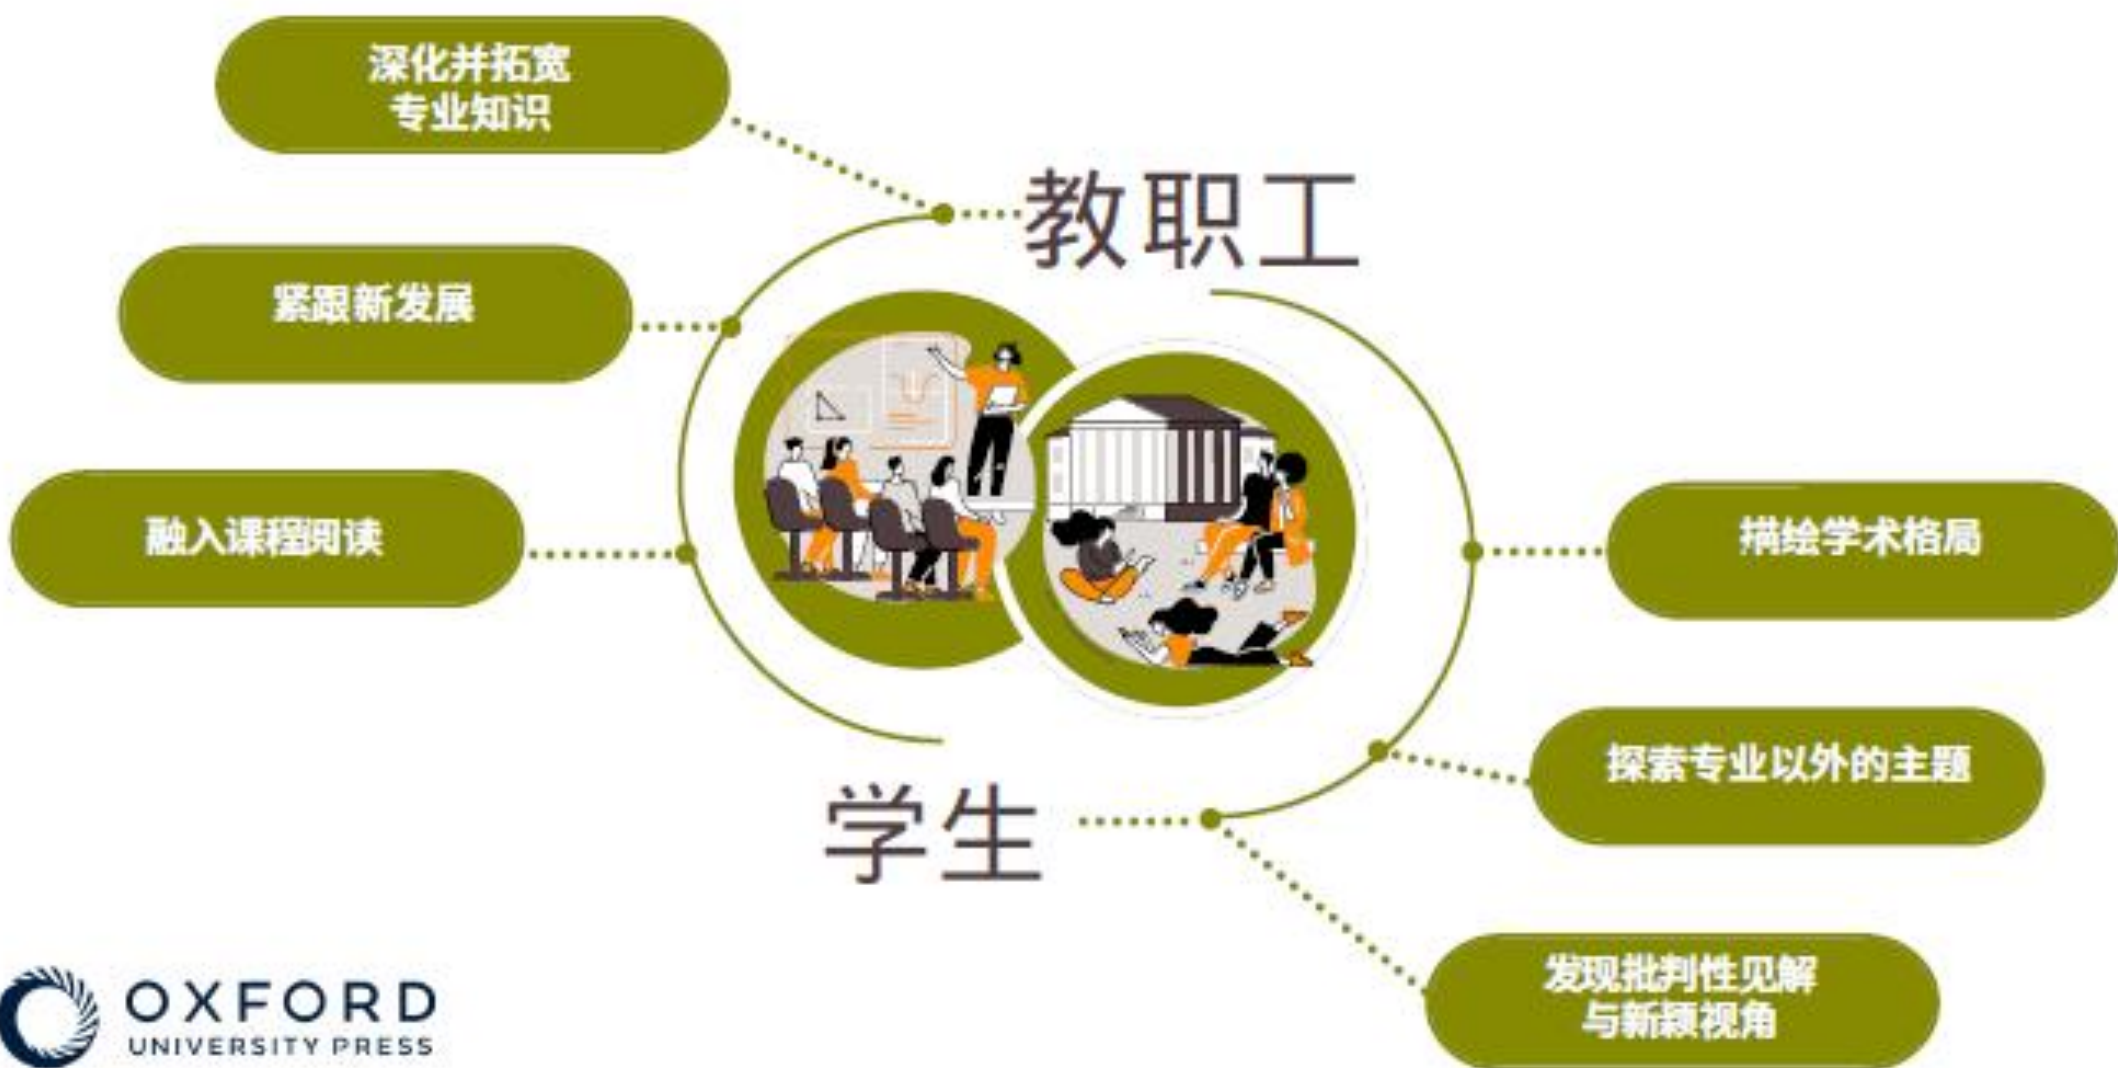 深化并拓宽
专业知识
教职工
紧跟新发展
融入课程阅读
描绘学术格局
探索专业以外的主题
学生
发现批判性见解
与新颖视角
OXFORD
UNIVERSITY PRESS